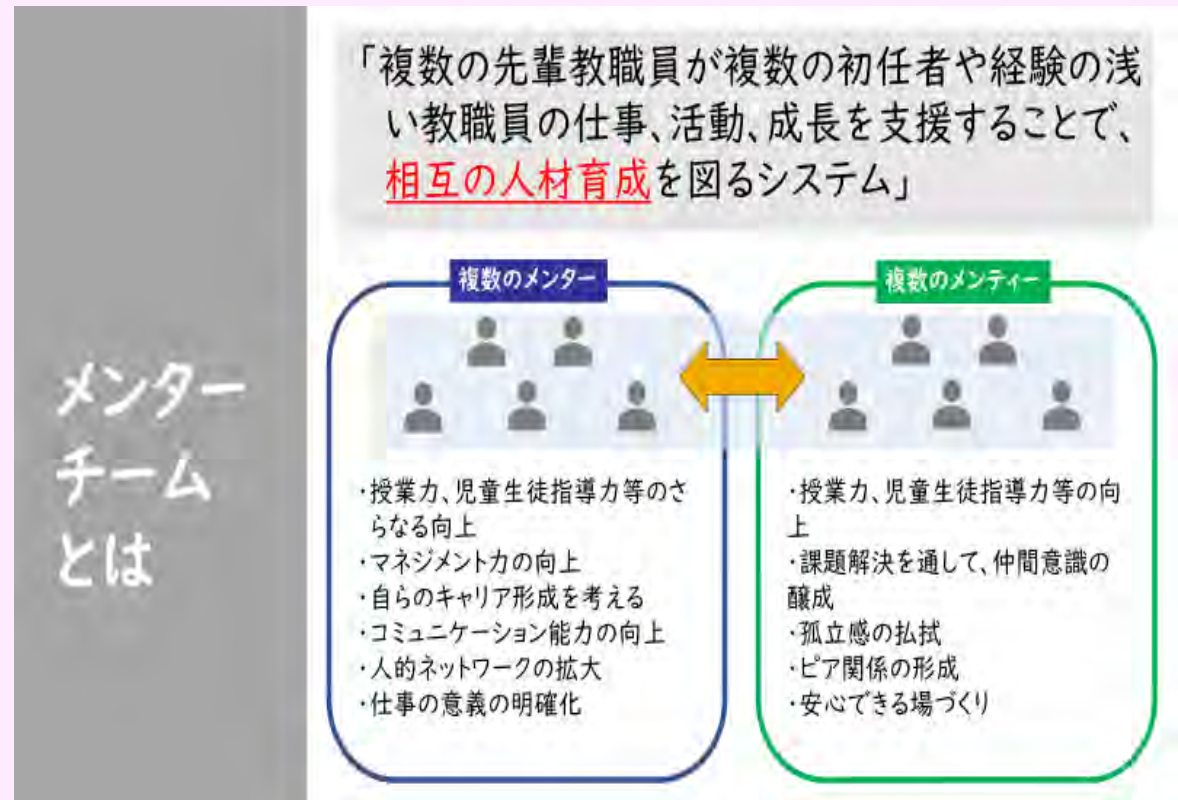 メンター
チーム
とは
「複数の先輩教職員が複数の初任者や経験の浅
い教職員の仕事、活動、成長を支援することで、
相互の人材育成を図るシステム」
複数のメンター
・授業力、児童生徒指導力等のさ
らなる向上
・マネジメント力の向上
・自らのキャリア形成を考える
・コミュニケーション能力の向上
・人的ネットワークの拡大
・仕事の意義の明確化
複数のメンティー
・授業力、児童生徒指導力等の向
上
・課題解決を通して、仲間意識の
醸成
・孤立感の払拭
・ピア関係の形成
・安心できる場づくり